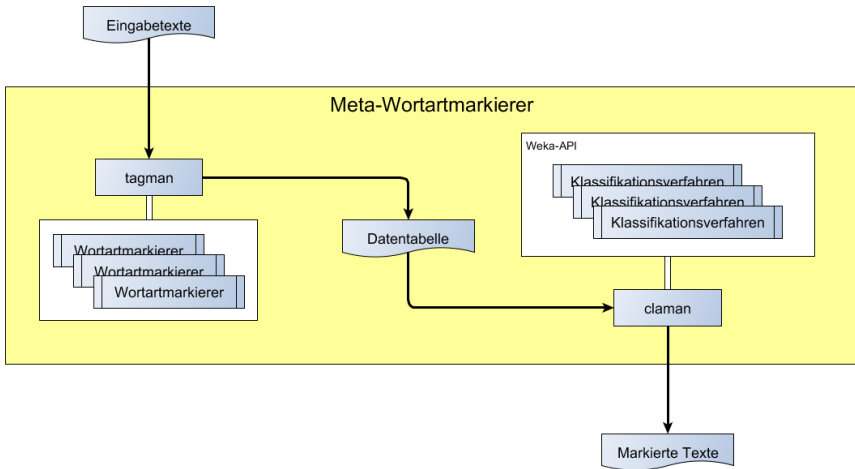 Eingabetexte
Meta-Wortartmarkierer
Weka-API
tagman
Klassifikationsverfahren
Klassifikationsverfahren
Klassifikationsverfahren
Datentabelle
Wortartmarkierer
Wortartmarkierer
Wortartmarkierer
claman
Markierte Texte